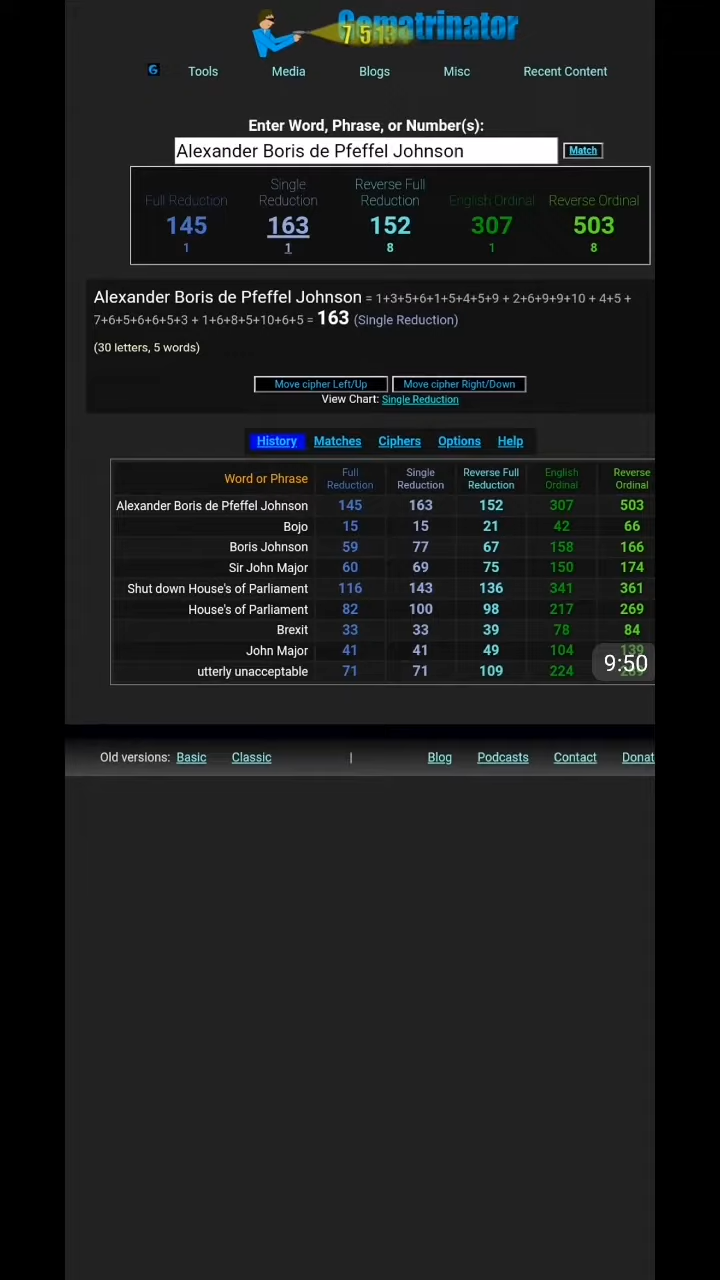 Gematrinator
7 5 13
G Tools Media Blogs Misc Recent Content
Enter Word, Phrase, or Number(s):
Alexander Boris de Pfeffel Johnson Match
Full Reduction Single Reduction Reverse Full Reduction English Ordinal Reverse Ordinal
145 163 152 307 503
1 1 8 1 8
Alexander Boris de Pfeffel Johnson = 1+3+5+6+1+5+4+5+9 + 2+6+9+9+10 + 4+5 +
7+6+5+6+6+5+3 + 1+6+8+5+10+6+5 = 163 (Single Reduction)
(30 letters, 5 words)
Move cipher Left/Up Move cipher Right/Down
View Chart: Single Reduction
History Matches Ciphers Options Help
Word or Phrase Full Reduction Single Reduction Reverse Full Reduction English Ordinal Reverse Ordinal
Alexander Boris de Pfeffel Johnson 145 163 152 307 503
Bojo 15 15 21 42 66
Boris Johnson 59 77 67 158 166
Sir John Major 60 69 75 150 174
Shut down House's of Parliament 116 143 136 341 361
House's of Parliament 82 100 98 217 269
Brexit 33 33 39 78 84
John Major 41 41 49 104 139
9:50
utterly unacceptable 71 71 109 224
Old versions: Basic Classic | Blog Podcasts Contact Donat